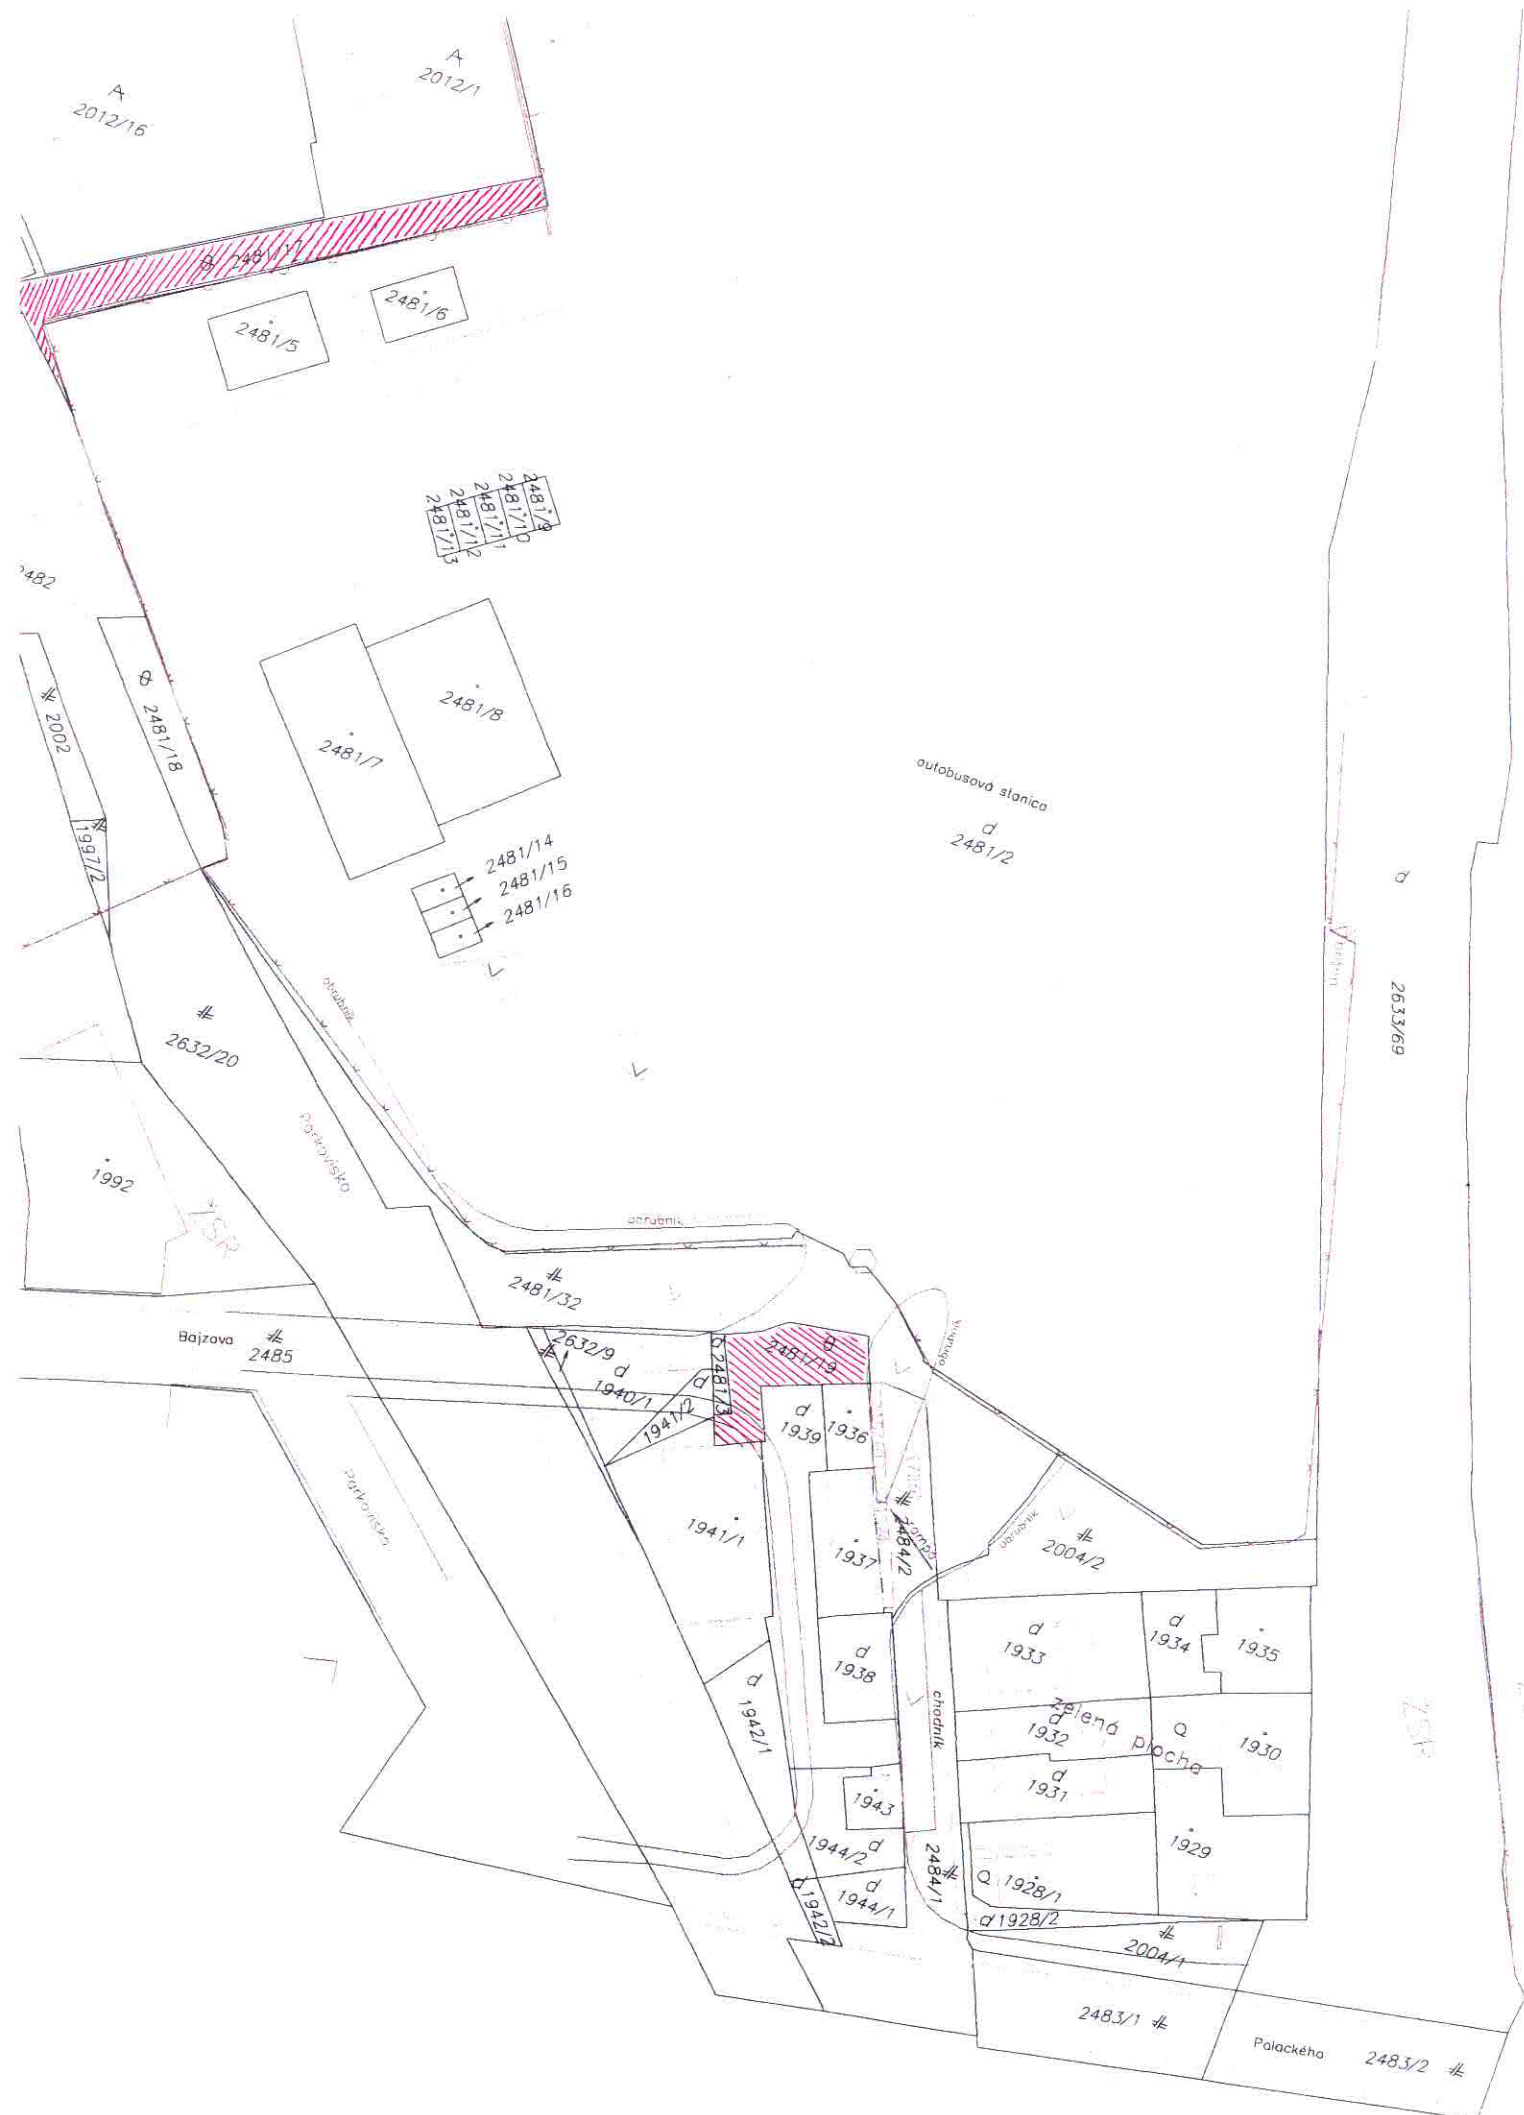 A
2012/16
A
2012/1
2481/17
2481/5
2481/6
2481/9
2481/10
2481/11
2481/12
2481/13
2482
2002
2481/18
1997/2
2481/8
2481/7
2481/14
2481/15
2481/16
autobusová stanica
d
2481/2
d
2633/69
obrubník
2632/20
Parkovisko
1992
ŽSR
obrubník
2481/32
Bajzova
2485
2632/9
d
1940/1
d
1941/2
d
2481/3
2481/19
obrubník
d
1939
1936
1941/1
1937
2484/2
rampa
obrubník
2004/2
Parkovisko
d
1938
d
1933
d
1934
1935
d
1942/1
chodník
zelená plocha
d
1932
1930
d
1931
1943
1929
d
1944/2
2484/1
1928/1
d
1944/1
d
1942/2
d 1928/2
2004/1
ŽSR
2483/1
Palackého
2483/2